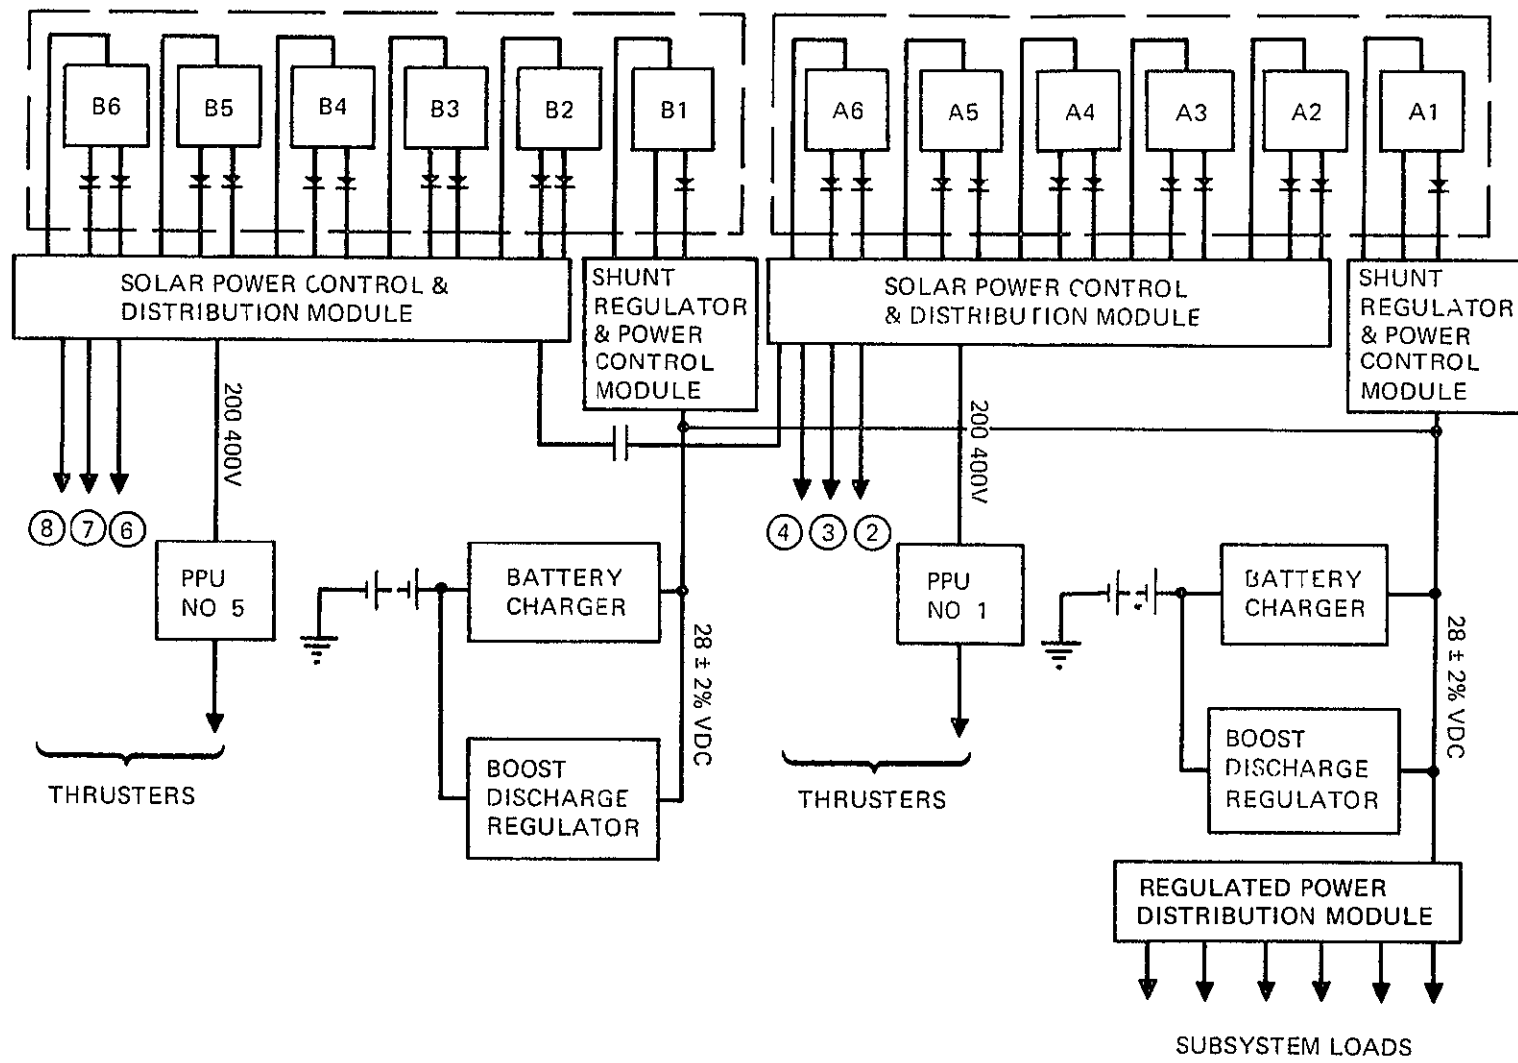 B6 B5 B4 B3 B2 B1 A6 A5 A4 A3 A2 A1
SOLAR POWER CONTROL &
DISTRIBUTION MODULE
SHUNT
REGULATOR
& POWER
CONTROL
MODULE
SOLAR POWER CONTROL
& DISTRIBUTION MODULE
SHUNT
REGULATOR
& POWER
CONTROL
MODULE
200 400V
200 400V
8 7 6
4 3 2
PPU
NO 5
BATTERY
CHARGER
28 ± 2% VDC
PPU
NO 1
BATTERY
CHARGER
28 ± 2% VDC
BOOST
DISCHARGE
REGULATOR
BOOST
DISCHARGE
REGULATOR
THRUSTERS
THRUSTERS
REGULATED POWER
DISTRIBUTION MODULE
SUBSYSTEM LOADS